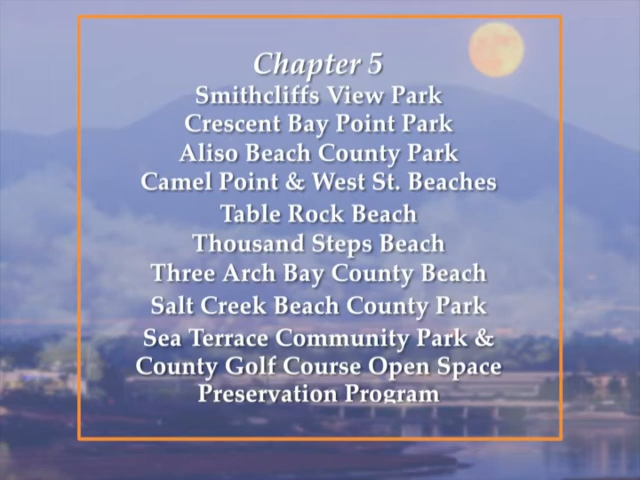 Chapter 5
Smithcliffs View Park
Crescent Bay Point Park
Aliso Beach County Park
Camel Point & West St. Beaches
Table Rock Beach
Thousand Steps Beach
Three Arch Bay County Beach
Salt Creek Beach County Park
Sea Terrace Community Park &
County Golf Course Open Space
Preservation Program